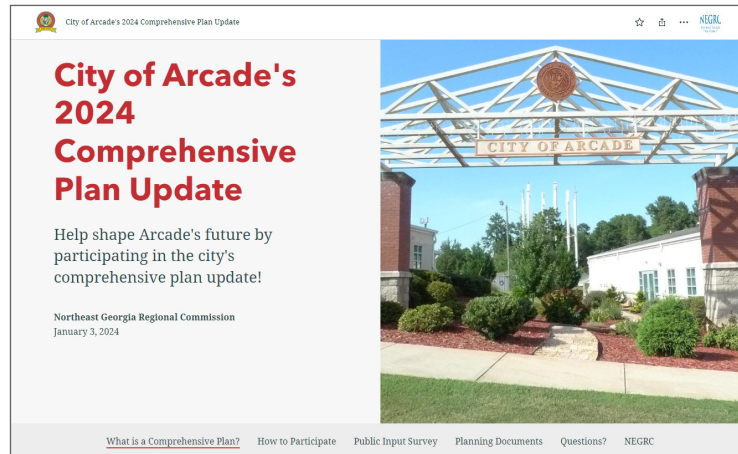 City of Arcade's 2024 Comprehensive Plan Update
NEGRC
City of Arcade's
2024
Comprehensive
Plan Update
Help shape Arcade's future by
participating in the city's
comprehensive plan update!
Northeast Georgia Regional Commission
January 3, 2024
CITY OF ARCADE
What is a Comprehensive Plan? How to Participate Public Input Survey Planning Documents Questions? NEGRC